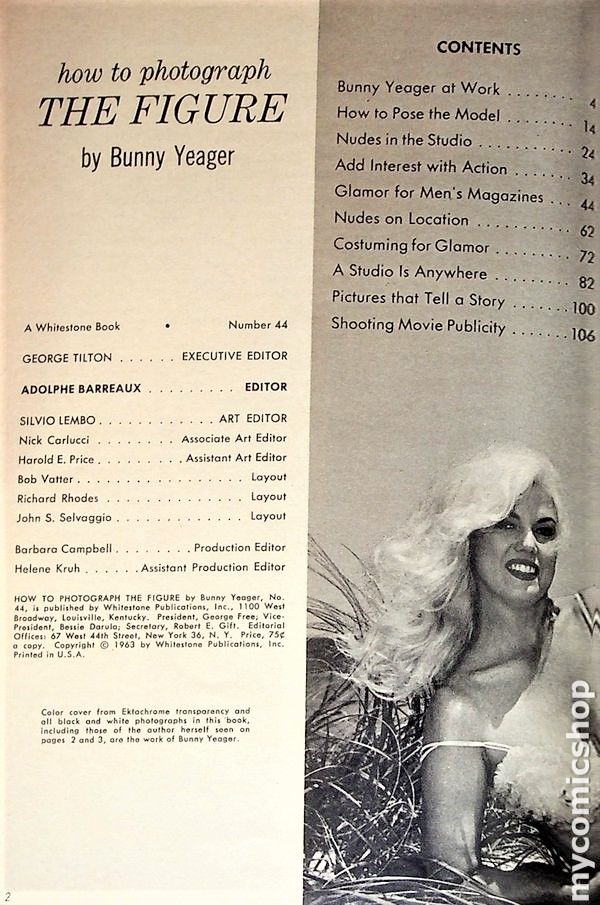 how to photograph
THE FIGURE
by Bunny Yeager
A Whitestone Book • Number 44
GEORGE TILTON . . . . . . EXECUTIVE EDITOR
ADOLPHE BARREAUX . . . . . . . . . EDITOR
SILVIO LEMBO . . . . . . . . . . . . ART EDITOR
Nick Carlucci . . . . . . . . Associate Art Editor
Harold E. Price . . . . . . . . . Assistant Art Editor
Bob Vatter . . . . . . . . . . . . . . . . . Layout
Richard Rhodes . . . . . . . . . . . . . . Layout
John S. Selvaggio . . . . . . . . . . . . . Layout
Barbara Campbell . . . . . . . . Production Editor
Helene Kruh . . . . . . Assistant Production Editor
HOW TO PHOTOGRAPH THE FIGURE by Bunny Yeager, No.
44, is published by Whitestone Publications, Inc., 1100 West
Broadway, Louisville, Kentucky. President, George Free; Vice-
President, Bessie Darula; Secretary, Robert E. Gift. Editorial
Offices: 67 West 44th Street, New York 36, N. Y. Price, 75¢
a copy. Copyright © 1963 by Whitestone Publications, Inc.
Printed in U.S.A.
Color cover from Ektachrome transparency and
all black and white photographs in this book,
including those of the author herself seen on
pages 2 and 3, are the work of Bunny Yeager.
2
CONTENTS
Bunny Yeager at Work . . . . . . . 4
How to Pose the Model . . . . . . . 14
Nudes in the Studio . . . . . . . . . 24
Add Interest with Action . . . . . . . 34
Glamor for Men's Magazines . . . 44
Nudes on Location . . . . . . . . . . 62
Costuming for Glamor . . . . . . . . 72
A Studio Is Anywhere . . . . . . . . 82
Pictures that Tell a Story . . . . . . 100
Shooting Movie Publicity . . . . . . . 106
mycomicshop